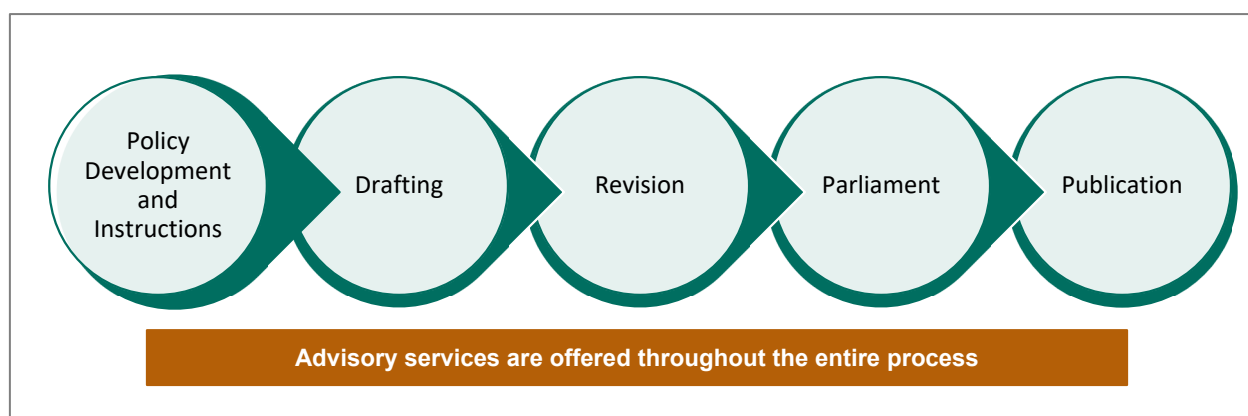 Policy
Development
and
Instructions
Drafting
Revision
Parliament
Publication
Advisory services are offered throughout the entire process